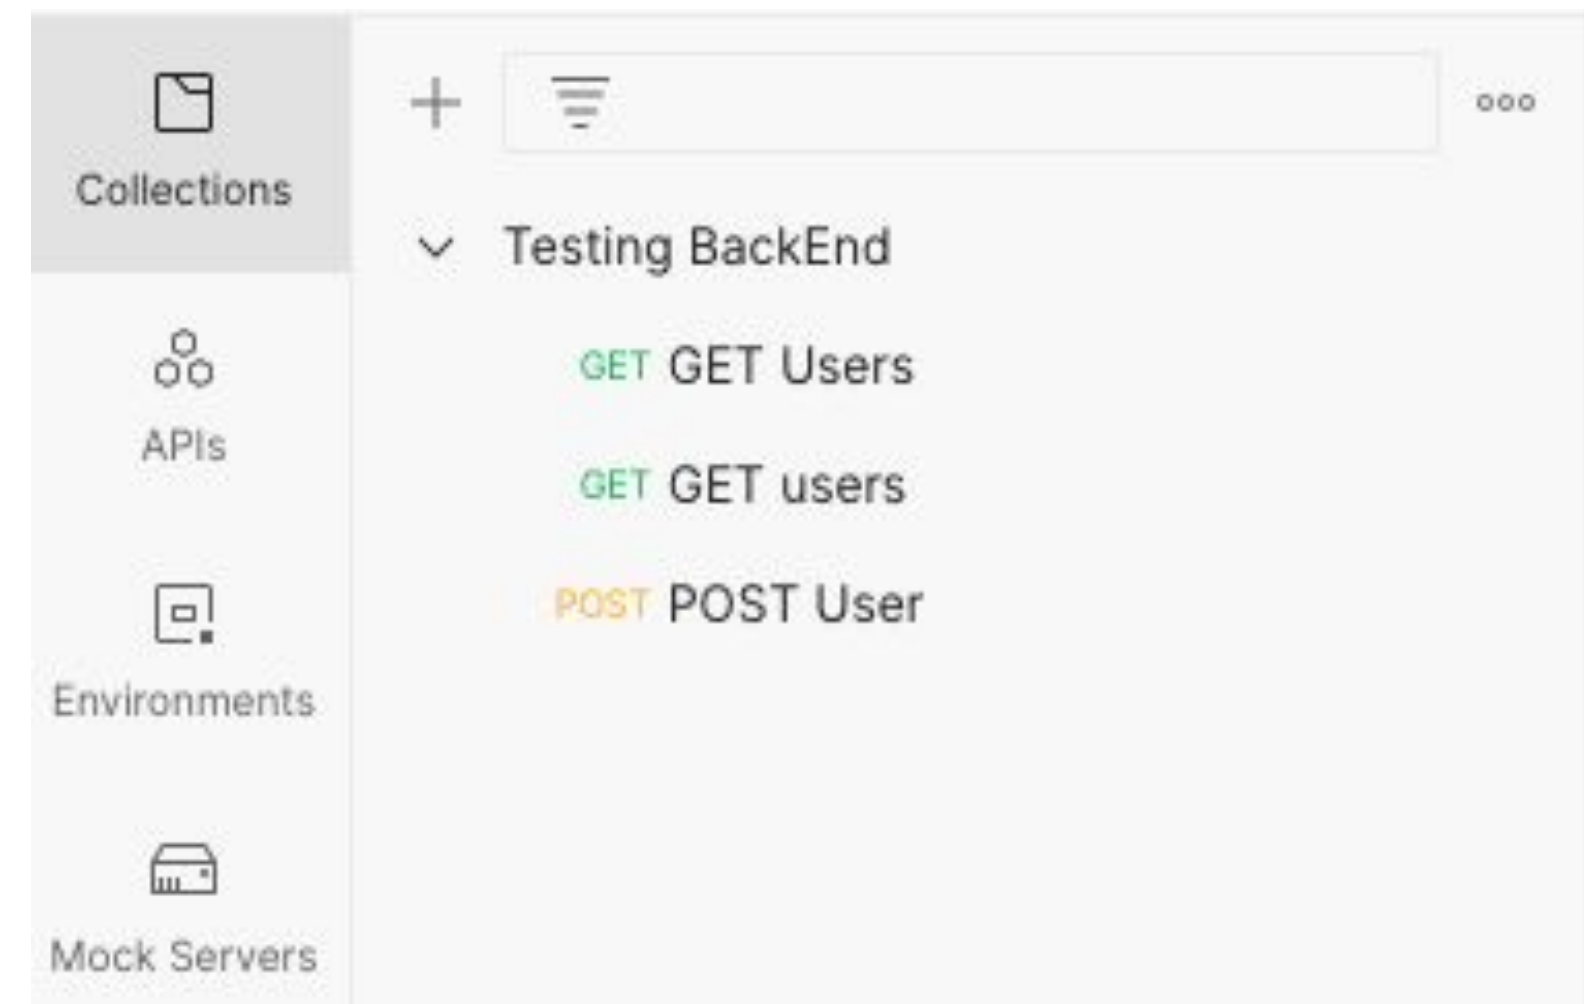 Collections
APIs
Environments
Mock Servers
Testing BackEnd
GET GET Users
GET GET users
POST POST User